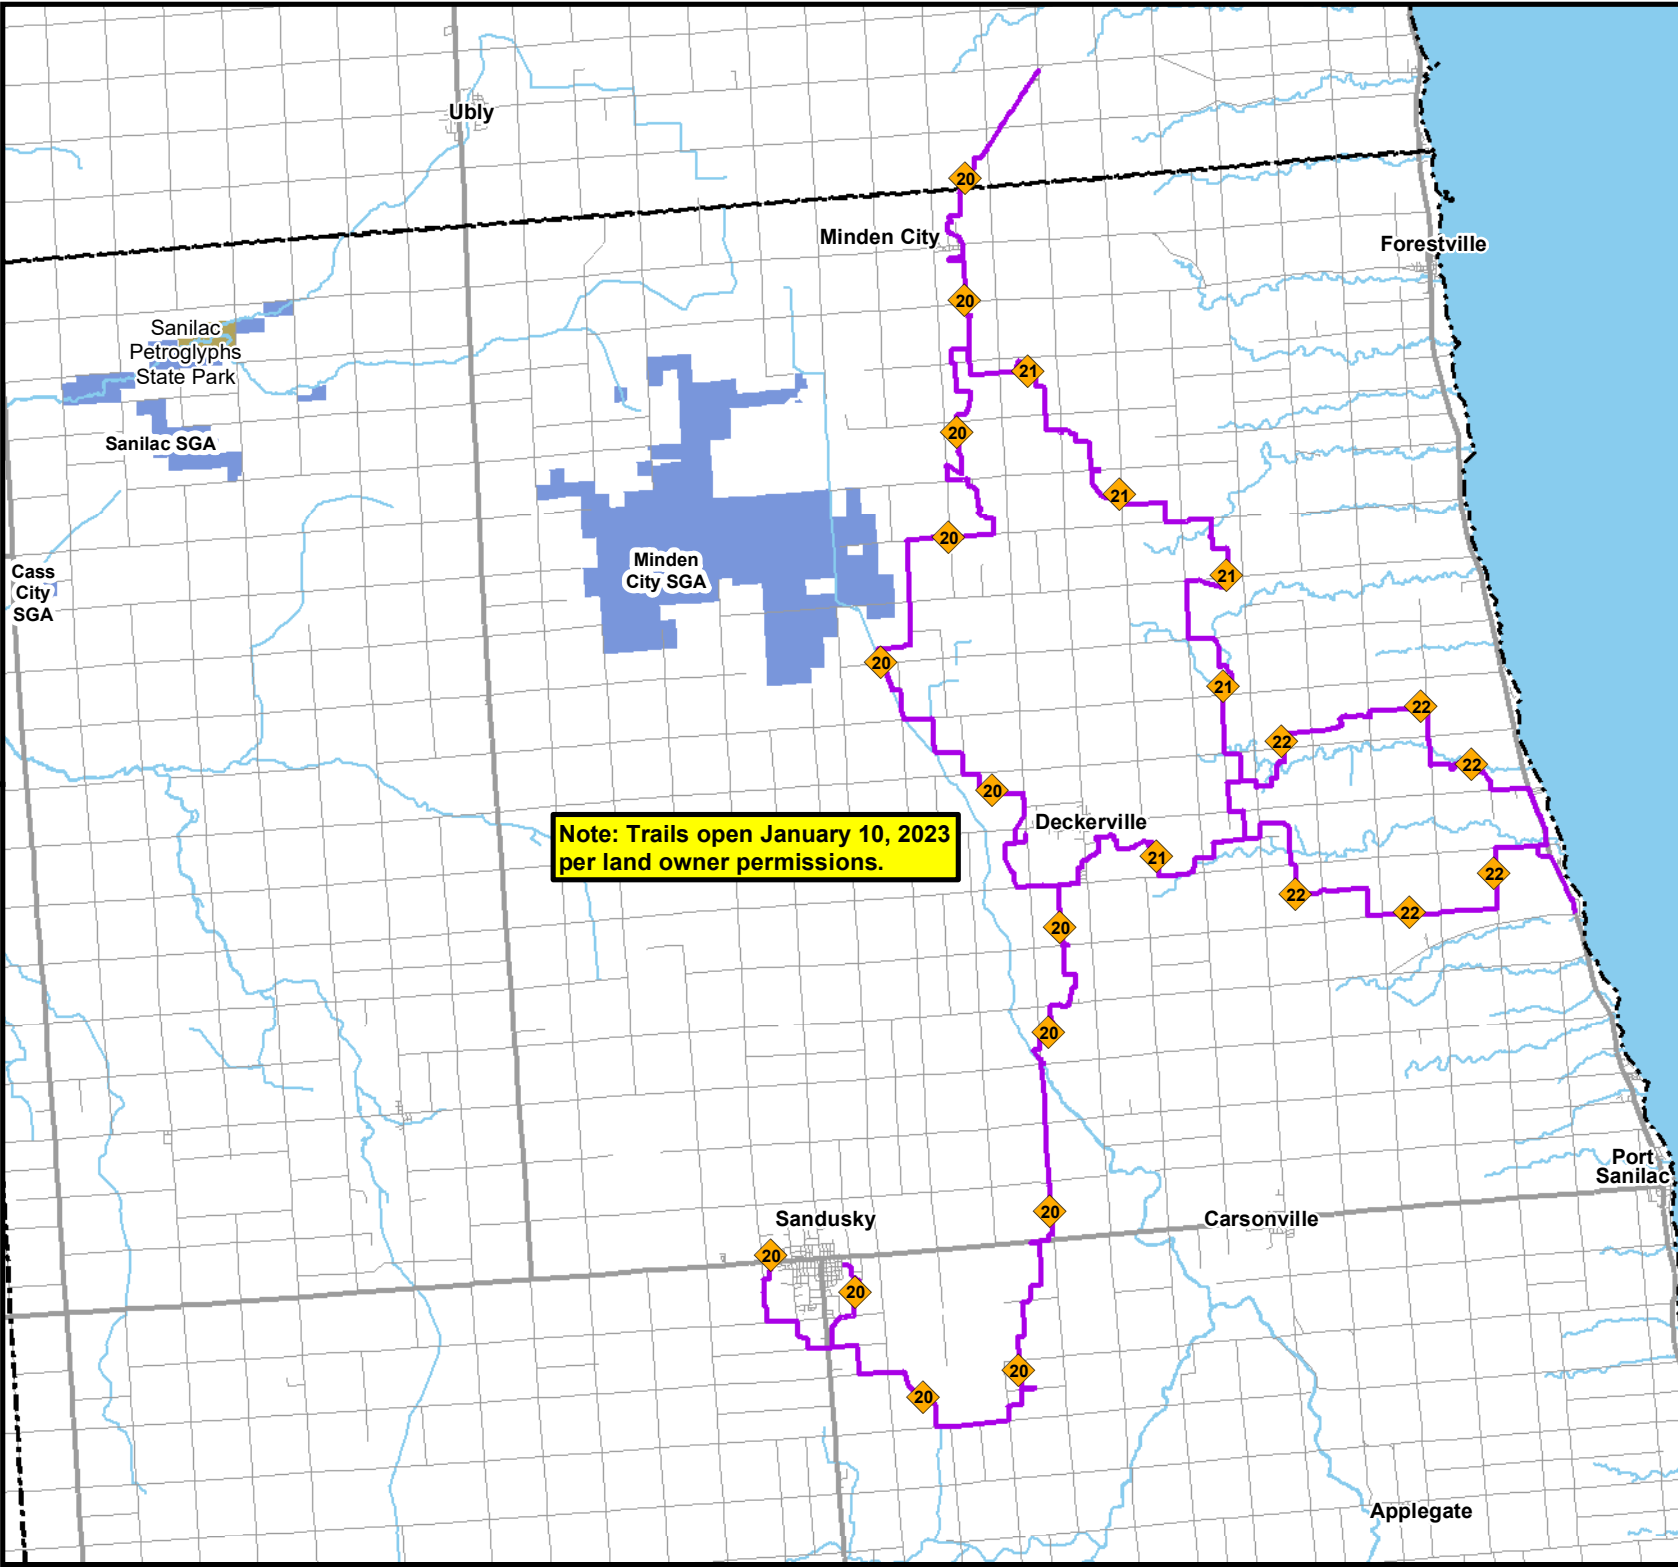 Ubly
20
Minden City
Forestville
20
Sanilac
Petroglyphs
State Park
21
20
Sanilac SGA
21
20
Minden
City SGA
Cass
City
SGA
21
20
21
22
22
22
20
Note: Trails open January 10, 2023
per land owner permissions.
Deckerville
21
22
22
22
20
20
Port
Sanilac
20
Sandusky
Carsonville
20
20
20
20
Applegate